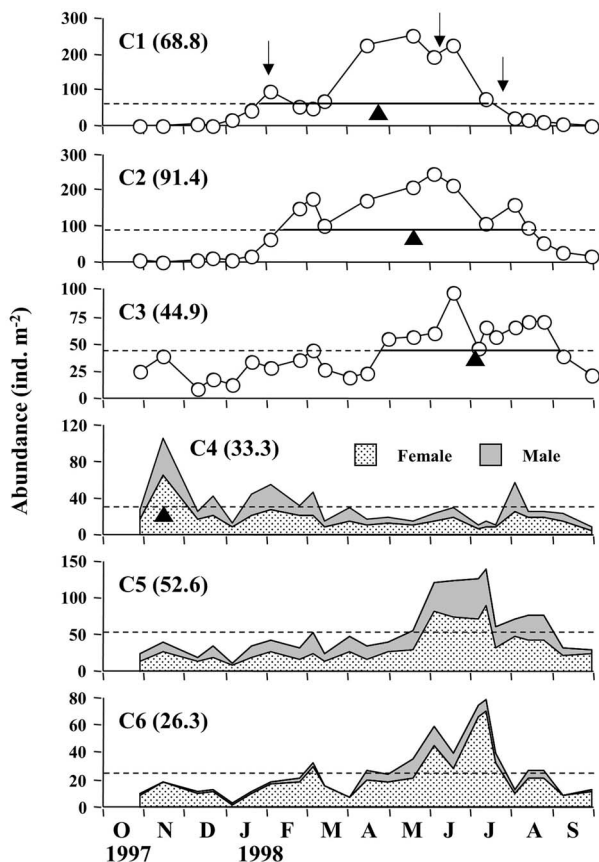 Abundance (ind. m-2)
300
200
100
0
C1 (68.8)
300
200
100
0
C2 (91.4)
100
75
50
25
0
C3 (44.9)
120
80
40
0
C4 (33.3)
Female
Male
150
100
50
0
C5 (52.6)
80
60
40
20
0
C6 (26.3)
O N D J F M A M J J A S
1997 1998